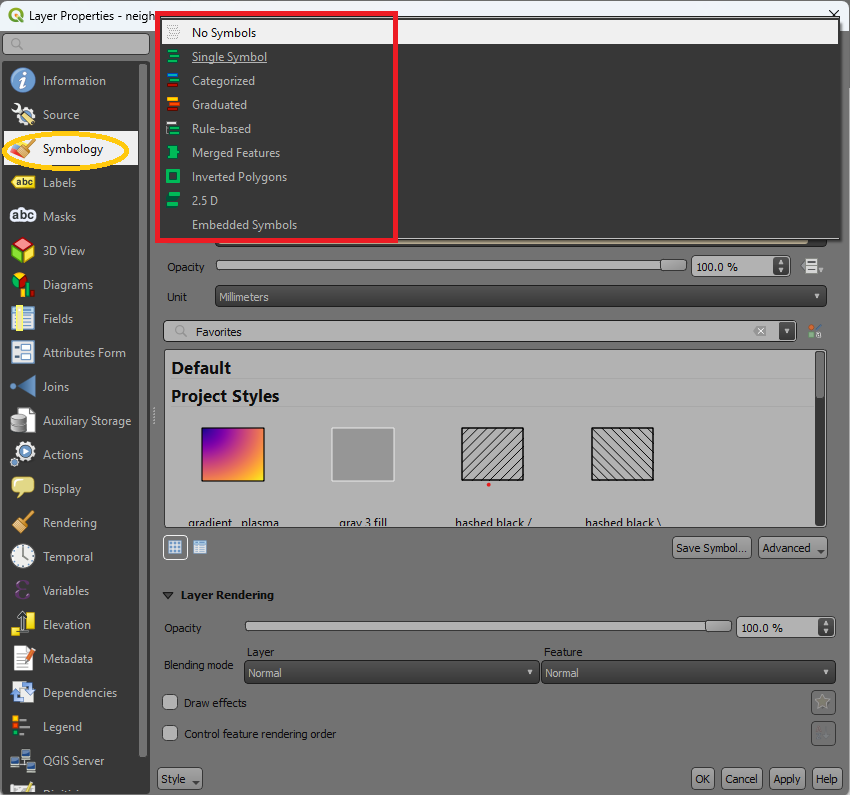 Layer Properties - neigh
No Symbols
Single Symbol
Categorized
Graduated
Rule-based
Merged Features
Inverted Polygons
2.5 D
Embedded Symbols
Information
Source
Symbology
abc Labels
abc Masks
3D View
Diagrams
Fields
Attributes Form
Joins
Auxiliary Storage
Actions
Display
Rendering
Temporal
Variables
Elevation
Metadata
Dependencies
Legend
QGIS Server
Opacity 100.0 %
Unit Millimeters
Favorites
Default
Project Styles
gradient plasma gray 3 fill hashed black / hashed black \
Save Symbol... Advanced
Layer Rendering
Opacity 100.0 %
Layer Feature
Blending mode Normal Normal
Draw effects
Control feature rendering order
Style OK Cancel Apply Help